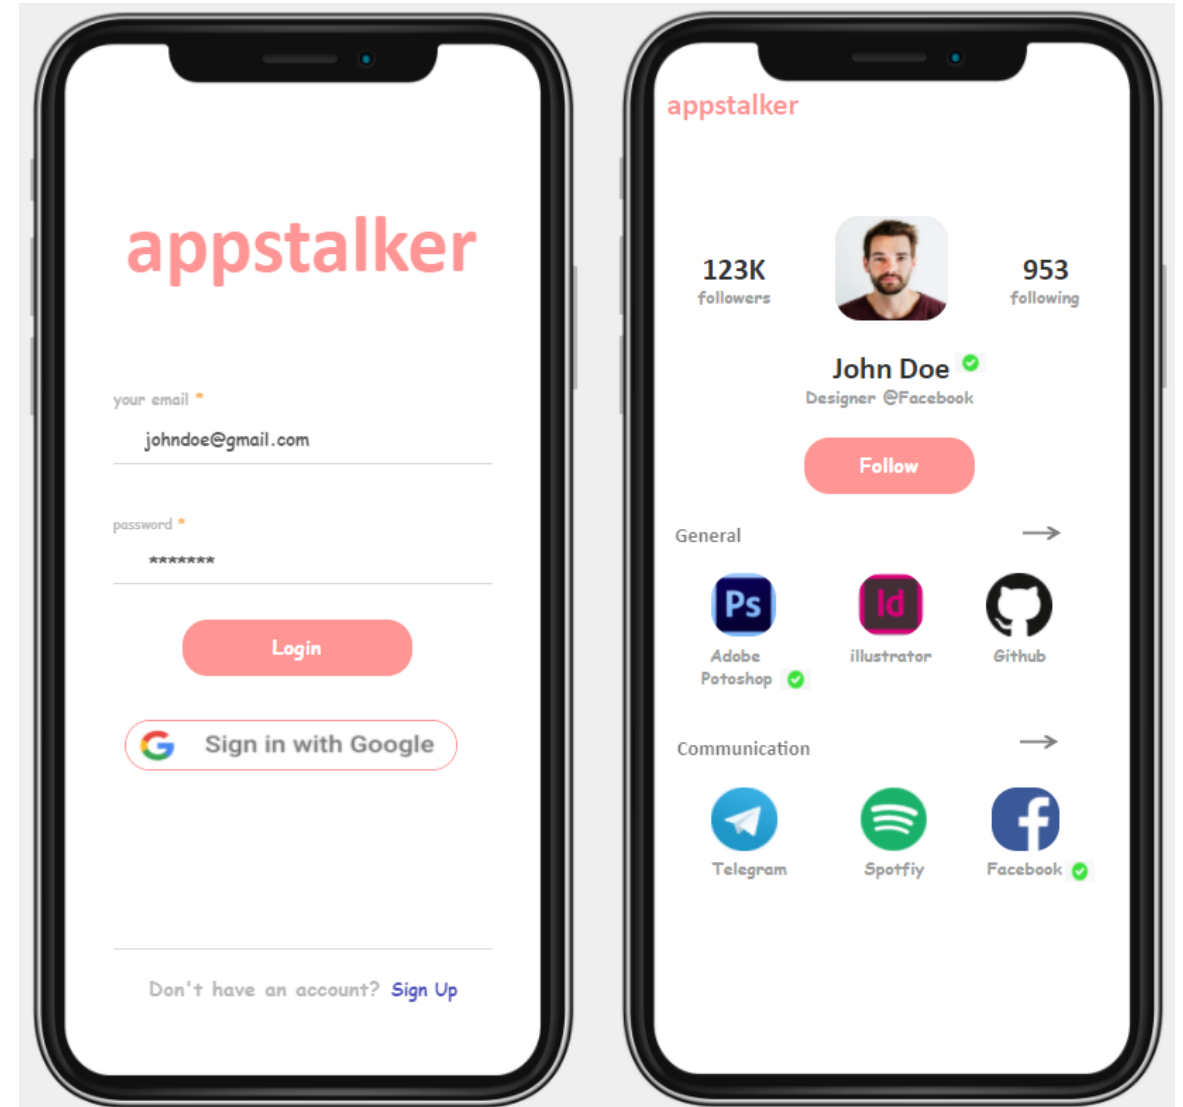 appstalker
your email *
johndoe@gmail.com
password *
*******
Login
Sign in with Google
Don't have an account? Sign Up
appstalker
123K
followers
953
following
John Doe
Designer @Facebook
Follow
General
Ps
Id
Adobe
Potoshop
illustrator
Github
Communication
Telegram
Spotfiy
Facebook